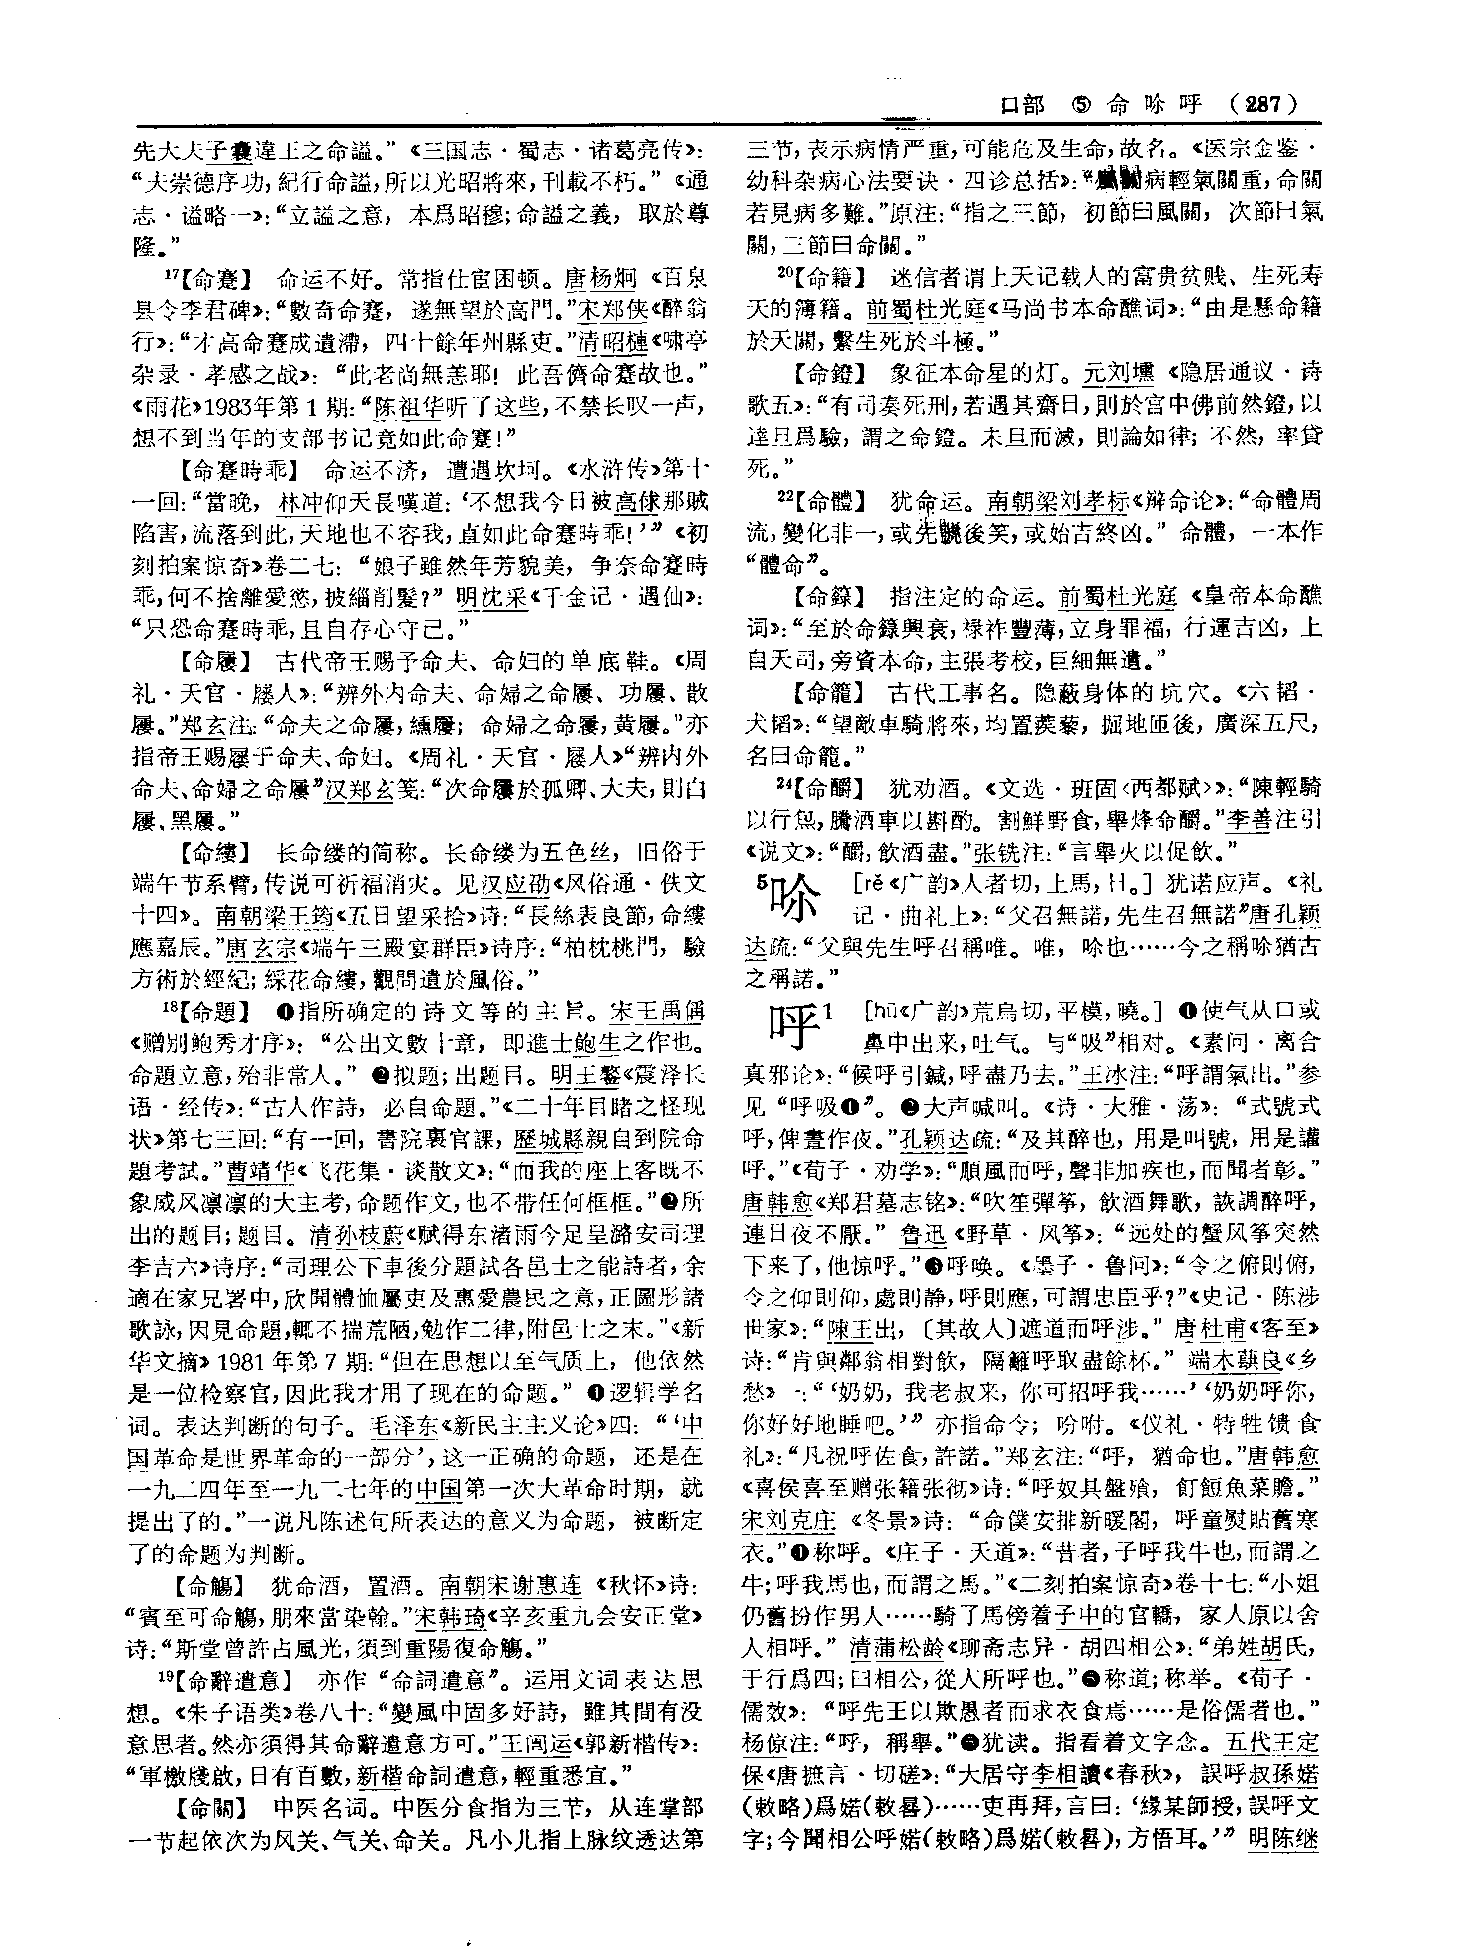 口部 ⑤ 命呤呼 (287)
先大夫子囊違王之命謚。”《三国志·蜀志·诸葛亮传》:
“夫崇德序功,紀行命謚,所以光昭將來,刊載不朽。”《通
志·谥略一》:“立謚之意,本爲昭穆;命謚之義,取於尊
隆。”
17【命蹇】 命运不好。常指仕宦困顿。唐杨炯《百泉
县令李君碑》:“數奇命蹇,遂無望於高門。”宋郑侠《醉翁
行》:“才高命蹇成遺滯,四十餘年州縣吏。”清昭槤《啸亭
杂录·孝感之战》:“此老尚無恙耶!此吾儕命蹇故也。”
《雨花》1983年第1期:“陈祖华听了这些,不禁长叹一声,
想不到当年的支部书记竟如此命蹇!”
【命蹇時乖】 命运不济,遭遇坎坷。《水浒传》第十
一回:“當晚,林冲仰天長嘆道:‘不想我今日被高俅那贼
陷害,流落到此,天地也不容我,直如此命蹇時乖!’”《初
刻拍案惊奇》卷二七:“娘子雖然年芳貌美,争奈命蹇時
乖,何不捨離愛慾,披緇削髮?”明沈采《千金记·遇仙》:
“只恐命蹇時乖,且自存心守己。”
【命屨】 古代帝王赐予命夫、命妇的单底鞋。《周
礼·天官·屦人》:“辨外内命夫、命婦之命屨、功屨、散
屨。”郑玄注:“命夫之命屨,纁屨;命婦之命屨,黄屨。”亦
指帝王赐屦于命夫、命妇。《周礼·天官·屦人》“辨内外
命夫、命婦之命屨”汉郑玄笺:“次命屨於孤卿、大夫,則白
屨、黑屨。”
【命縷】 长命缕的简称。长命缕为五色丝,旧俗于
端午节系臂,传说可祈福消灾。见汉应劭《风俗通·佚文
十四》。南朝梁王筠《五日望采拾》诗:“長絲表良節,命縷
應嘉辰。”唐玄宗《端午三殿宴群臣》诗序:“柏枕桃門,驗
方術於經紀;綵花命縷,觀問遺於風俗。”
18【命題】 ❶指所确定的诗文等的主旨。宋王禹偁
《赠别鲍秀才序》:“公出文數十章,即進士鮑生之作也。
命題立意,殆非常人。”❷拟题;出题目。明王鏊《震泽长
语·经传》:“古人作詩,必自命題。”《二十年目睹之怪现
状》第七三回:“有一回,書院裏官課,歷城縣親自到院命
題考試。”曹靖华《飞花集·谈散文》:“而我的座上客既不
象威风凛凛的大主考,命题作文,也不带任何框框。”❸所
出的题目;题目。清孙枝蔚《赋得东渚雨今足呈潞安司理
李吉六》诗序:“司理公下車後分題試各邑士之能詩者,余
適在家兄署中,欣聞體恤屬吏及惠愛農民之意,正圖形諸
歌詠,因見命題,輒不揣荒陋,勉作二律,附邑士之末。”《新
华文摘》1981年第7期:“但在思想以至气质上,他依然
是一位检察官,因此我才用了现在的命题。”❹逻辑学名
词。表达判断的句子。毛泽东《新民主主义论》四:“‘中
国革命是世界革命的一部分’,这一正确的命题,还是在
一九二四年至一九二七年的中国第一次大革命时期,就
提出了的。”一说凡陈述句所表达的意义为命题,被断定
了的命题为判断。
【命觴】 犹命酒,置酒。南朝宋谢惠连《秋怀》诗:
“賓至可命觴,朋來當染翰。”宋韩琦《辛亥重九会安正堂》
诗:“斯堂曾許占風光,須到重陽復命觴。”
19【命辭遣意】 亦作“命詞遣意”。运用文词表达思
想。《朱子语类》卷八十:“變風中固多好詩,雖其間有没
意思者。然亦須得其命辭遣意方可。”王闿运《郭新楷传》:
“軍檄牋啟,日有百數,新楷命詞遣意,輕重悉宜。”
【命關】 中医名词。中医分食指为三节,从连掌部
一节起依次为风关、气关、命关。凡小儿指上脉纹透达第
三节,表示病情严重,可能危及生命,故名。《医宗金鉴·
幼科杂病心法要诀·四诊总括》:“風關病輕氣關重,命關
若見病多難。”原注:“指之三節,初節曰風關,次節曰氣
關,三節曰命關。”
20【命籍】 迷信者谓上天记载人的富贵贫贱、生死寿
夭的簿籍。前蜀杜光庭《马尚书本命醮词》:“由是懸命籍
於天關,繫生死於斗極。”
【命鐙】 象征本命星的灯。元刘壎《隐居通议·诗
歌五》:“有司奏死刑,若遇其齋日,則於宫中佛前然鐙,以
達旦爲驗,謂之命鐙。未旦而滅,則論如律;不然,率貸
死。”
22【命體】 犹命运。南朝梁刘孝标《辩命论》:“命體周
流,變化非一,或先號後笑,或始吉終凶。”命體,一本作
“體命”。
【命籙】 指注定的命运。前蜀杜光庭《皇帝本命醮
词》:“至於命籙興衰,禄祚豐薄,立身罪福,行運吉凶,上
自天司,旁資本命,主張考校,巨細無遺。”
【命籠】 古代工事名。隐蔽身体的坑穴。《六韬·
犬韬》:“望敵車騎將來,均置蒺藜,掘地匝後,廣深五尺,
名曰命籠。”
24【命釂】 犹劝酒。《文选·班固〈西都赋〉》:“陳輕騎
以行炰,騰酒車以斟酌。割鮮野食,舉烽命釂。”李善注引
《说文》:“釂,飲酒盡。”张铣注:“言舉火以促飲。”
5惍 [rě《广韵》人者切,上馬,日。] 犹诺应声。《礼
记·曲礼上》:“父召無諾,先生召無諾”唐孔颖
达疏:“父與先生呼召稱唯。唯,唸也……今之稱唸猶古
之稱諾。”
呼1 [hū《广韵》荒烏切,平模,曉。] ❶使气从口或
鼻中出来,吐气。与“吸”相对。《素问·离合
真邪论》:“候呼引鍼,呼盡乃去。”王冰注:“呼謂氣出。”参
见“呼吸❶”。❷大声喊叫。《诗·大雅·荡》:“式號式
呼,俾晝作夜。”孔颖达疏:“及其醉也,用是叫號,用是讙
呼。”《荀子·劝学》:“順風而呼,聲非加疾也,而聞者彰。”
唐韩愈《郑君墓志铭》:“吹笙彈筝,飲酒舞歌,詼調醉呼,
連日夜不厭。”鲁迅《野草·风筝》:“远处的蟹风筝突然
下来了,他惊呼。”❸呼唤。《墨子·鲁问》:“令之俯則俯,
令之仰則仰,處則静,呼則應,可謂忠臣乎?”《史记·陈涉
世家》:“陳王出,〔其故人〕遮道而呼涉。”唐杜甫《客至》
诗:“肯與鄰翁相對飲,隔籬呼取盡餘杯。”端木蕻良《乡
愁》一:“‘奶奶,我老叔来,你可招呼我……’‘奶奶呼你,
你好好地睡吧。’”亦指命令;吩咐。《仪礼·特牲馈食
礼》:“凡祝呼佐食,許諾。”郑玄注:“呼,猶命也。”唐韩愈
《喜侯喜至赠张籍张彻》诗:“呼奴具盤飱,飣餖魚菜贍。”
宋刘克庄《冬景》诗:“命僕安排新暖閣,呼童熨貼舊寒
衣。”❹称呼。《庄子·天道》:“昔者,子呼我牛也,而謂之
牛;呼我馬也,而謂之馬。”《二刻拍案惊奇》卷十七:“小姐
仍舊扮作男人……騎了馬傍着子中的官轎,家人原以舍
人相呼。”清蒲松龄《聊斋志异·胡四相公》:“弟姓胡氏,
于行爲四;曰相公,從人所呼也。”❺称道;称举。《荀子·
儒效》:“呼先王以欺愚者而求衣食焉……是俗儒者也。”
杨倞注:“呼,稱舉。”❻犹读。指看着文字念。五代王定
保《唐摭言·切磋》:“大居守李相讀《春秋》,誤呼叔孫婼
(敕略)爲婼(敕晷)……吏再拜,言曰:‘緣某師授,誤呼文
字;今聞相公呼婼(敕略)爲婼(敕晷),方悟耳。’”明陈继